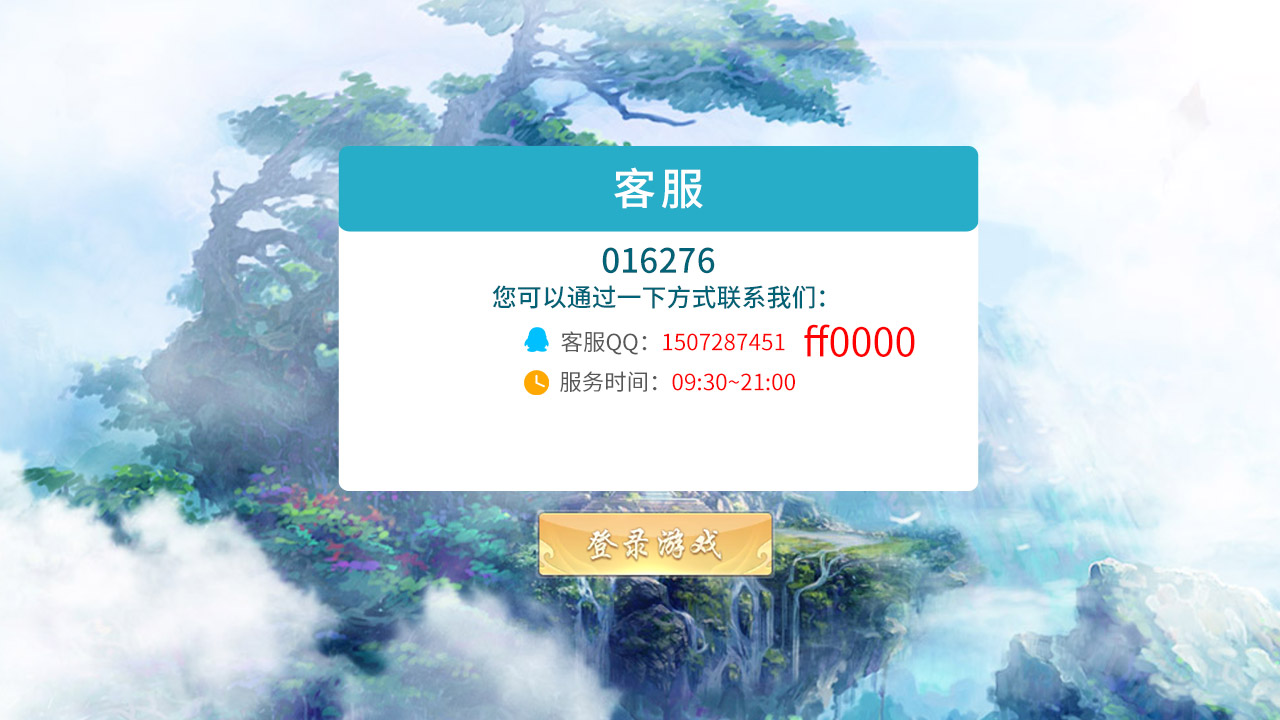 客服
016276
您可以通过一下方式联系我们：
客服QQ：1507287451 ff0000
服务时间：09:30~21:00
登录游戏